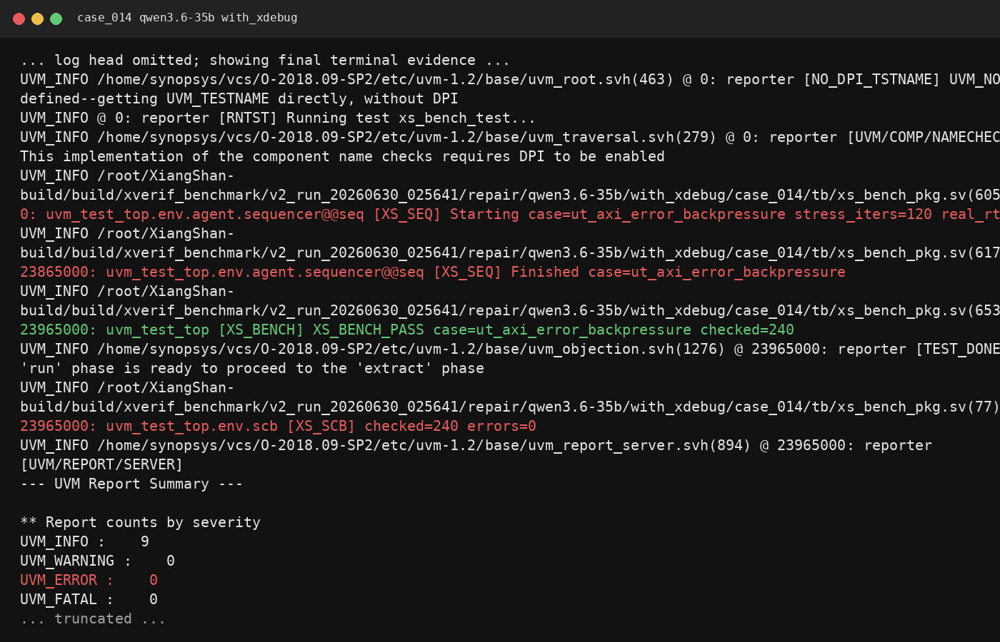 case_014 qwen3.6-35b with_xdebug
... log head omitted; showing final terminal evidence ...
UVM_INFO /home/synopsys/vcs/O-2018.09-SP2/etc/uvm-1.2/base/uvm_root.svh(463) @ 0: reporter [NO_DPI_TSTNAME] UVM_NO
defined--getting UVM_TESTNAME directly, without DPI
UVM_INFO @ 0: reporter [RNTST] Running test xs_bench_test...
UVM_INFO /home/synopsys/vcs/O-2018.09-SP2/etc/uvm-1.2/base/uvm_traversal.svh(279) @ 0: reporter [UVM/COMP/NAMECHEC
This implementation of the component name checks requires DPI to be enabled
UVM_INFO /root/XiangShan-
build/build/xverif_benchmark/v2_run_20260630_025641/repair/qwen3.6-35b/with_xdebug/case_014/tb/xs_bench_pkg.sv(605
0: uvm_test_top.env.agent.sequencer@@seq [XS_SEQ] Starting case=ut_axi_error_backpressure stress_iters=120 real_rt
UVM_INFO /root/XiangShan-
build/build/xverif_benchmark/v2_run_20260630_025641/repair/qwen3.6-35b/with_xdebug/case_014/tb/xs_bench_pkg.sv(617
23865000: uvm_test_top.env.agent.sequencer@@seq [XS_SEQ] Finished case=ut_axi_error_backpressure
UVM_INFO /root/XiangShan-
build/build/xverif_benchmark/v2_run_20260630_025641/repair/qwen3.6-35b/with_xdebug/case_014/tb/xs_bench_pkg.sv(653
23965000: uvm_test_top [XS_BENCH] XS_BENCH_PASS case=ut_axi_error_backpressure checked=240
UVM_INFO /home/synopsys/vcs/O-2018.09-SP2/etc/uvm-1.2/base/uvm_objection.svh(1276) @ 23965000: reporter [TEST_DONE
'run' phase is ready to proceed to the 'extract' phase
UVM_INFO /root/XiangShan-
build/build/xverif_benchmark/v2_run_20260630_025641/repair/qwen3.6-35b/with_xdebug/case_014/tb/xs_bench_pkg.sv(77)
23965000: uvm_test_top.env.scb [XS_SCB] checked=240 errors=0
UVM_INFO /home/synopsys/vcs/O-2018.09-SP2/etc/uvm-1.2/base/uvm_report_server.svh(894) @ 23965000: reporter
[UVM/REPORT/SERVER]
--- UVM Report Summary ---
** Report counts by severity
UVM_INFO :    9
UVM_WARNING :    0
UVM_ERROR :    0
UVM_FATAL :    0
... truncated ...